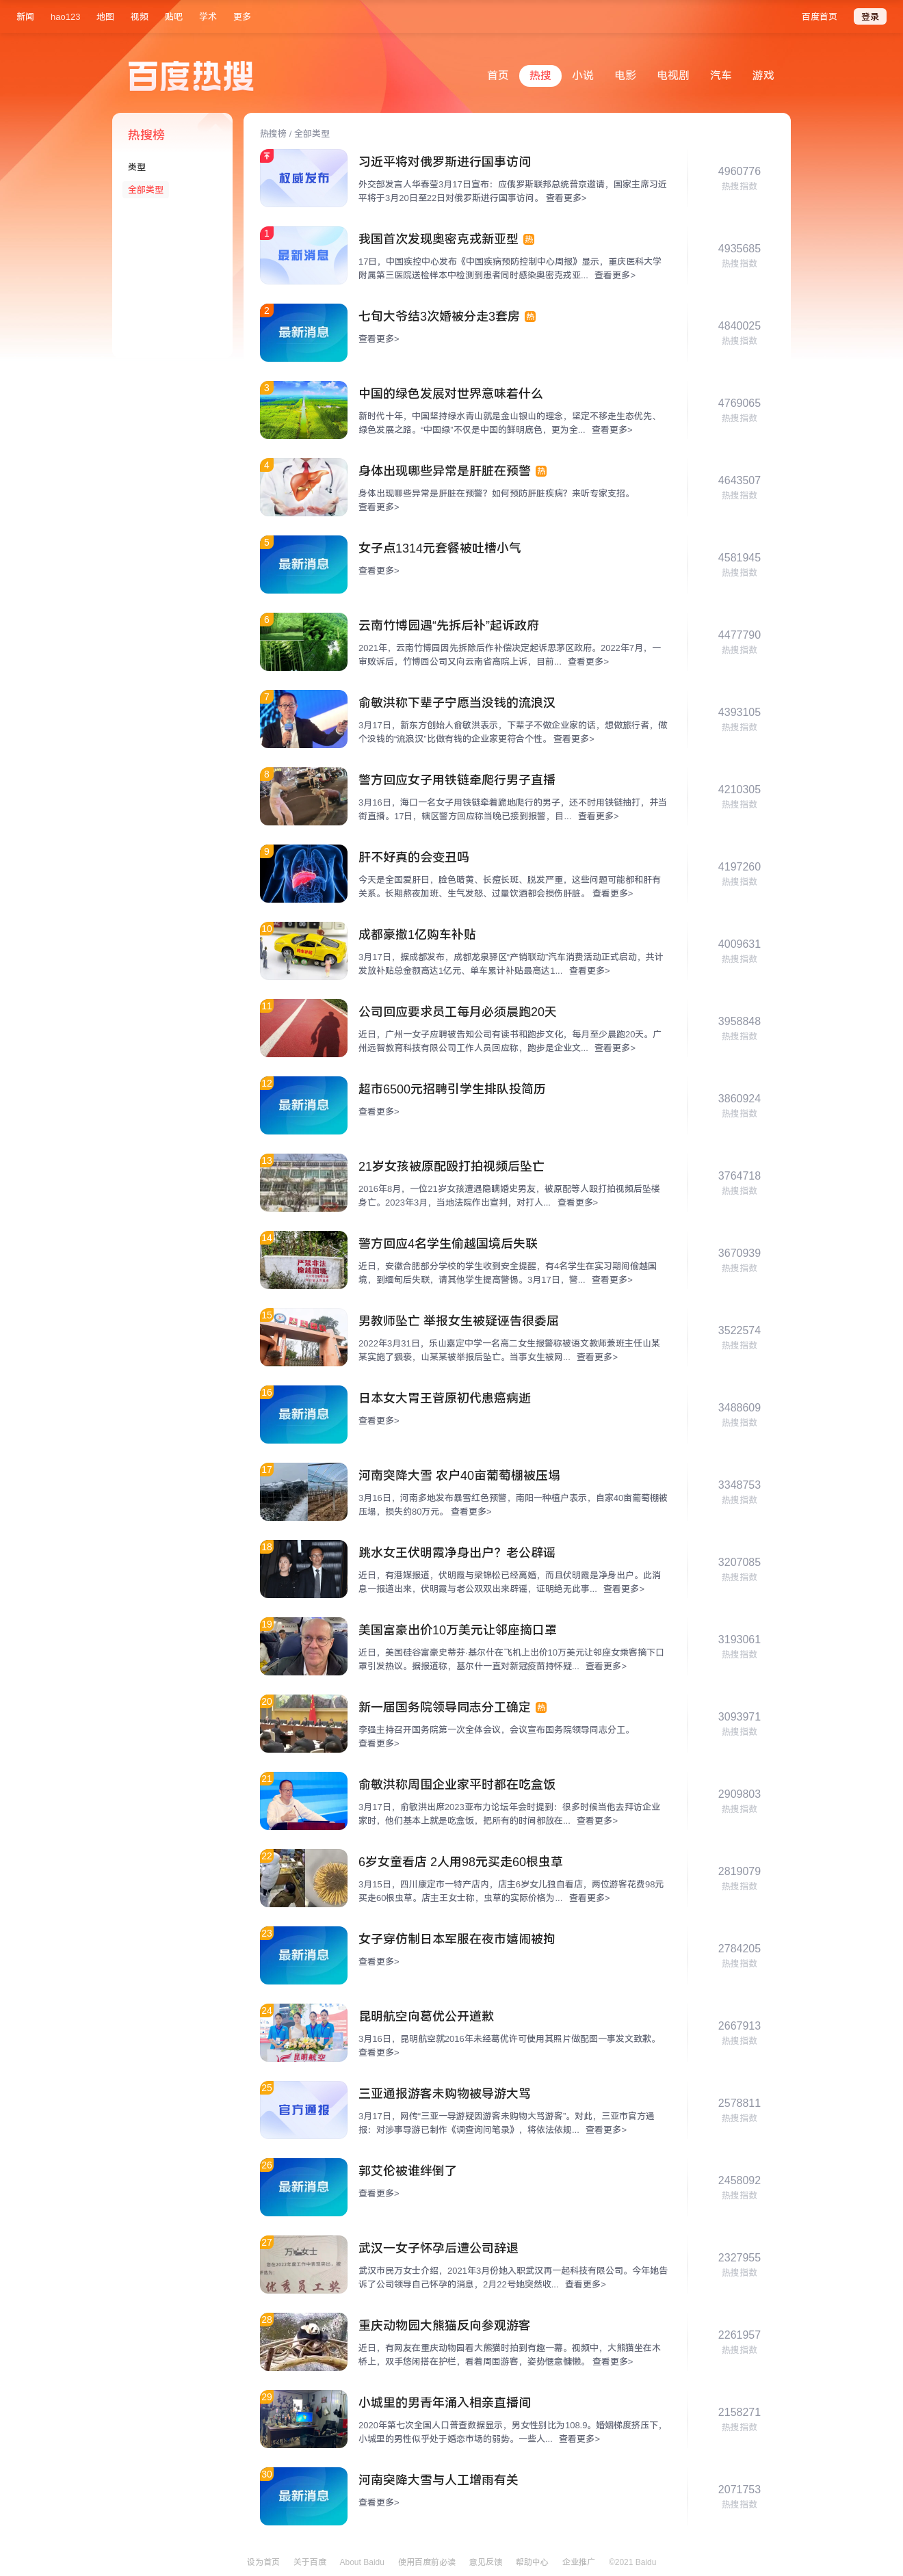 新闻 hao123 地图 视频 贴吧 学术 更多 百度首页 登录
百度热搜
首页 热搜 小说 电影 电视剧 汽车 游戏
热搜榜
类型
全部类型
热搜榜 / 全部类型
权威发布
习近平将对俄罗斯进行国事访问
外交部发言人华春莹3月17日宣布：应俄罗斯联邦总统普京邀请，国家主席习近
平将于3月20日至22日对俄罗斯进行国事访问。 查看更多>
4960776
热搜指数
1
最新消息
我国首次发现奥密克戎新亚型 热
17日，中国疾控中心发布《中国疾病预防控制中心周报》显示，重庆医科大学
附属第三医院送检样本中检测到患者同时感染奥密克戎亚... 查看更多>
4935685
热搜指数
2
最新消息
七旬大爷结3次婚被分走3套房 热
查看更多>
4840025
热搜指数
3
中国的绿色发展对世界意味着什么
新时代十年，中国坚持绿水青山就是金山银山的理念，坚定不移走生态优先、
绿色发展之路。“中国绿”不仅是中国的鲜明底色，更为全... 查看更多>
4769065
热搜指数
4
身体出现哪些异常是肝脏在预警 热
身体出现哪些异常是肝脏在预警？如何预防肝脏疾病？来听专家支招。
查看更多>
4643507
热搜指数
5
最新消息
女子点1314元套餐被吐槽小气
查看更多>
4581945
热搜指数
6
云南竹博园遇“先拆后补”起诉政府
2021年，云南竹博园因先拆除后作补偿决定起诉思茅区政府。2022年7月，一
审败诉后，竹博园公司又向云南省高院上诉，目前... 查看更多>
4477790
热搜指数
7
俞敏洪称下辈子宁愿当没钱的流浪汉
3月17日，新东方创始人俞敏洪表示，下辈子不做企业家的话，想做旅行者，做
个没钱的“流浪汉”比做有钱的企业家更符合个性。 查看更多>
4393105
热搜指数
8
警方回应女子用铁链牵爬行男子直播
3月16日，海口一名女子用铁链牵着跪地爬行的男子，还不时用铁链抽打，并当
街直播。17日，辖区警方回应称当晚已接到报警，目... 查看更多>
4210305
热搜指数
9
肝不好真的会变丑吗
今天是全国爱肝日，脸色暗黄、长痘长斑、脱发严重，这些问题可能都和肝有
关系。长期熬夜加班、生气发怒、过量饮酒都会损伤肝脏。 查看更多>
4197260
热搜指数
10
成都豪撒1亿购车补贴
3月17日，据成都发布，成都龙泉驿区“产销联动”汽车消费活动正式启动，共计
发放补贴总金额高达1亿元、单车累计补贴最高达1... 查看更多>
4009631
热搜指数
11
公司回应要求员工每月必须晨跑20天
近日，广州一女子应聘被告知公司有读书和跑步文化，每月至少晨跑20天。广
州远智教育科技有限公司工作人员回应称，跑步是企业文... 查看更多>
3958848
热搜指数
12
最新消息
超市6500元招聘引学生排队投简历
查看更多>
3860924
热搜指数
13
21岁女孩被原配殴打拍视频后坠亡
2016年8月，一位21岁女孩遭遇隐瞒婚史男友，被原配等人殴打拍视频后坠楼
身亡。2023年3月，当地法院作出宣判，对打人... 查看更多>
3764718
热搜指数
14
严禁非法
偷越国境
警方回应4名学生偷越国境后失联
近日，安徽合肥部分学校的学生收到安全提醒，有4名学生在实习期间偷越国
境，到缅甸后失联，请其他学生提高警惕。3月17日，警... 查看更多>
3670939
热搜指数
15
男教师坠亡 举报女生被疑诬告很委屈
2022年3月31日，乐山嘉定中学一名高二女生报警称被语文教师兼班主任山某
某实施了猥亵，山某某被举报后坠亡。当事女生被网... 查看更多>
3522574
热搜指数
16
最新消息
日本女大胃王菅原初代患癌病逝
查看更多>
3488609
热搜指数
17
河南突降大雪 农户40亩葡萄棚被压塌
3月16日，河南多地发布暴雪红色预警，南阳一种植户表示，自家40亩葡萄棚被
压塌，损失约80万元。 查看更多>
3348753
热搜指数
18
跳水女王伏明霞净身出户？老公辟谣
近日，有港媒报道，伏明霞与梁锦松已经离婚，而且伏明霞是净身出户。此消
息一报道出来，伏明霞与老公双双出来辟谣，证明绝无此事... 查看更多>
3207085
热搜指数
19
美国富豪出价10万美元让邻座摘口罩
近日，美国硅谷富豪史蒂芬·基尔什在飞机上出价10万美元让邻座女乘客摘下口
罩引发热议。据报道称，基尔什一直对新冠疫苗持怀疑... 查看更多>
3193061
热搜指数
20
新一届国务院领导同志分工确定 热
李强主持召开国务院第一次全体会议，会议宣布国务院领导同志分工。
查看更多>
3093971
热搜指数
21
俞敏洪称周围企业家平时都在吃盒饭
3月17日，俞敏洪出席2023亚布力论坛年会时提到：很多时候当他去拜访企业
家时，他们基本上就是吃盒饭，把所有的时间都放在... 查看更多>
2909803
热搜指数
22
6岁女童看店 2人用98元买走60根虫草
3月15日，四川康定市一特产店内，店主6岁女儿独自看店，两位游客花费98元
买走60根虫草。店主王女士称，虫草的实际价格为... 查看更多>
2819079
热搜指数
23
最新消息
女子穿仿制日本军服在夜市嬉闹被拘
查看更多>
2784205
热搜指数
24
昆明航空
昆明航空向葛优公开道歉
3月16日，昆明航空就2016年未经葛优许可使用其照片做配图一事发文致歉。
查看更多>
2667913
热搜指数
25
官方通报
三亚通报游客未购物被导游大骂
3月17日，网传“三亚一导游疑因游客未购物大骂游客”。对此，三亚市官方通
报：对涉事导游已制作《调查询问笔录》，将依法依规... 查看更多>
2578811
热搜指数
26
最新消息
郭艾伦被谁绊倒了
查看更多>
2458092
热搜指数
27
优秀员工奖
武汉一女子怀孕后遭公司辞退
武汉市民万女士介绍，2021年3月份她入职武汉再一起科技有限公司。今年她告
诉了公司领导自己怀孕的消息，2月22号她突然收... 查看更多>
2327955
热搜指数
28
重庆动物园大熊猫反向参观游客
近日，有网友在重庆动物园看大熊猫时拍到有趣一幕。视频中，大熊猫坐在木
桥上，双手悠闲搭在护栏，看着周围游客，姿势惬意慵懒。 查看更多>
2261957
热搜指数
29
小城里的男青年涌入相亲直播间
2020年第七次全国人口普查数据显示，男女性别比为108.9。婚姻梯度挤压下，
小城里的男性似乎处于婚恋市场的弱势。一些人... 查看更多>
2158271
热搜指数
30
最新消息
河南突降大雪与人工增雨有关
查看更多>
2071753
热搜指数
设为首页 关于百度 About Baidu 使用百度前必读 意见反馈 帮助中心 企业推广 ©2021 Baidu